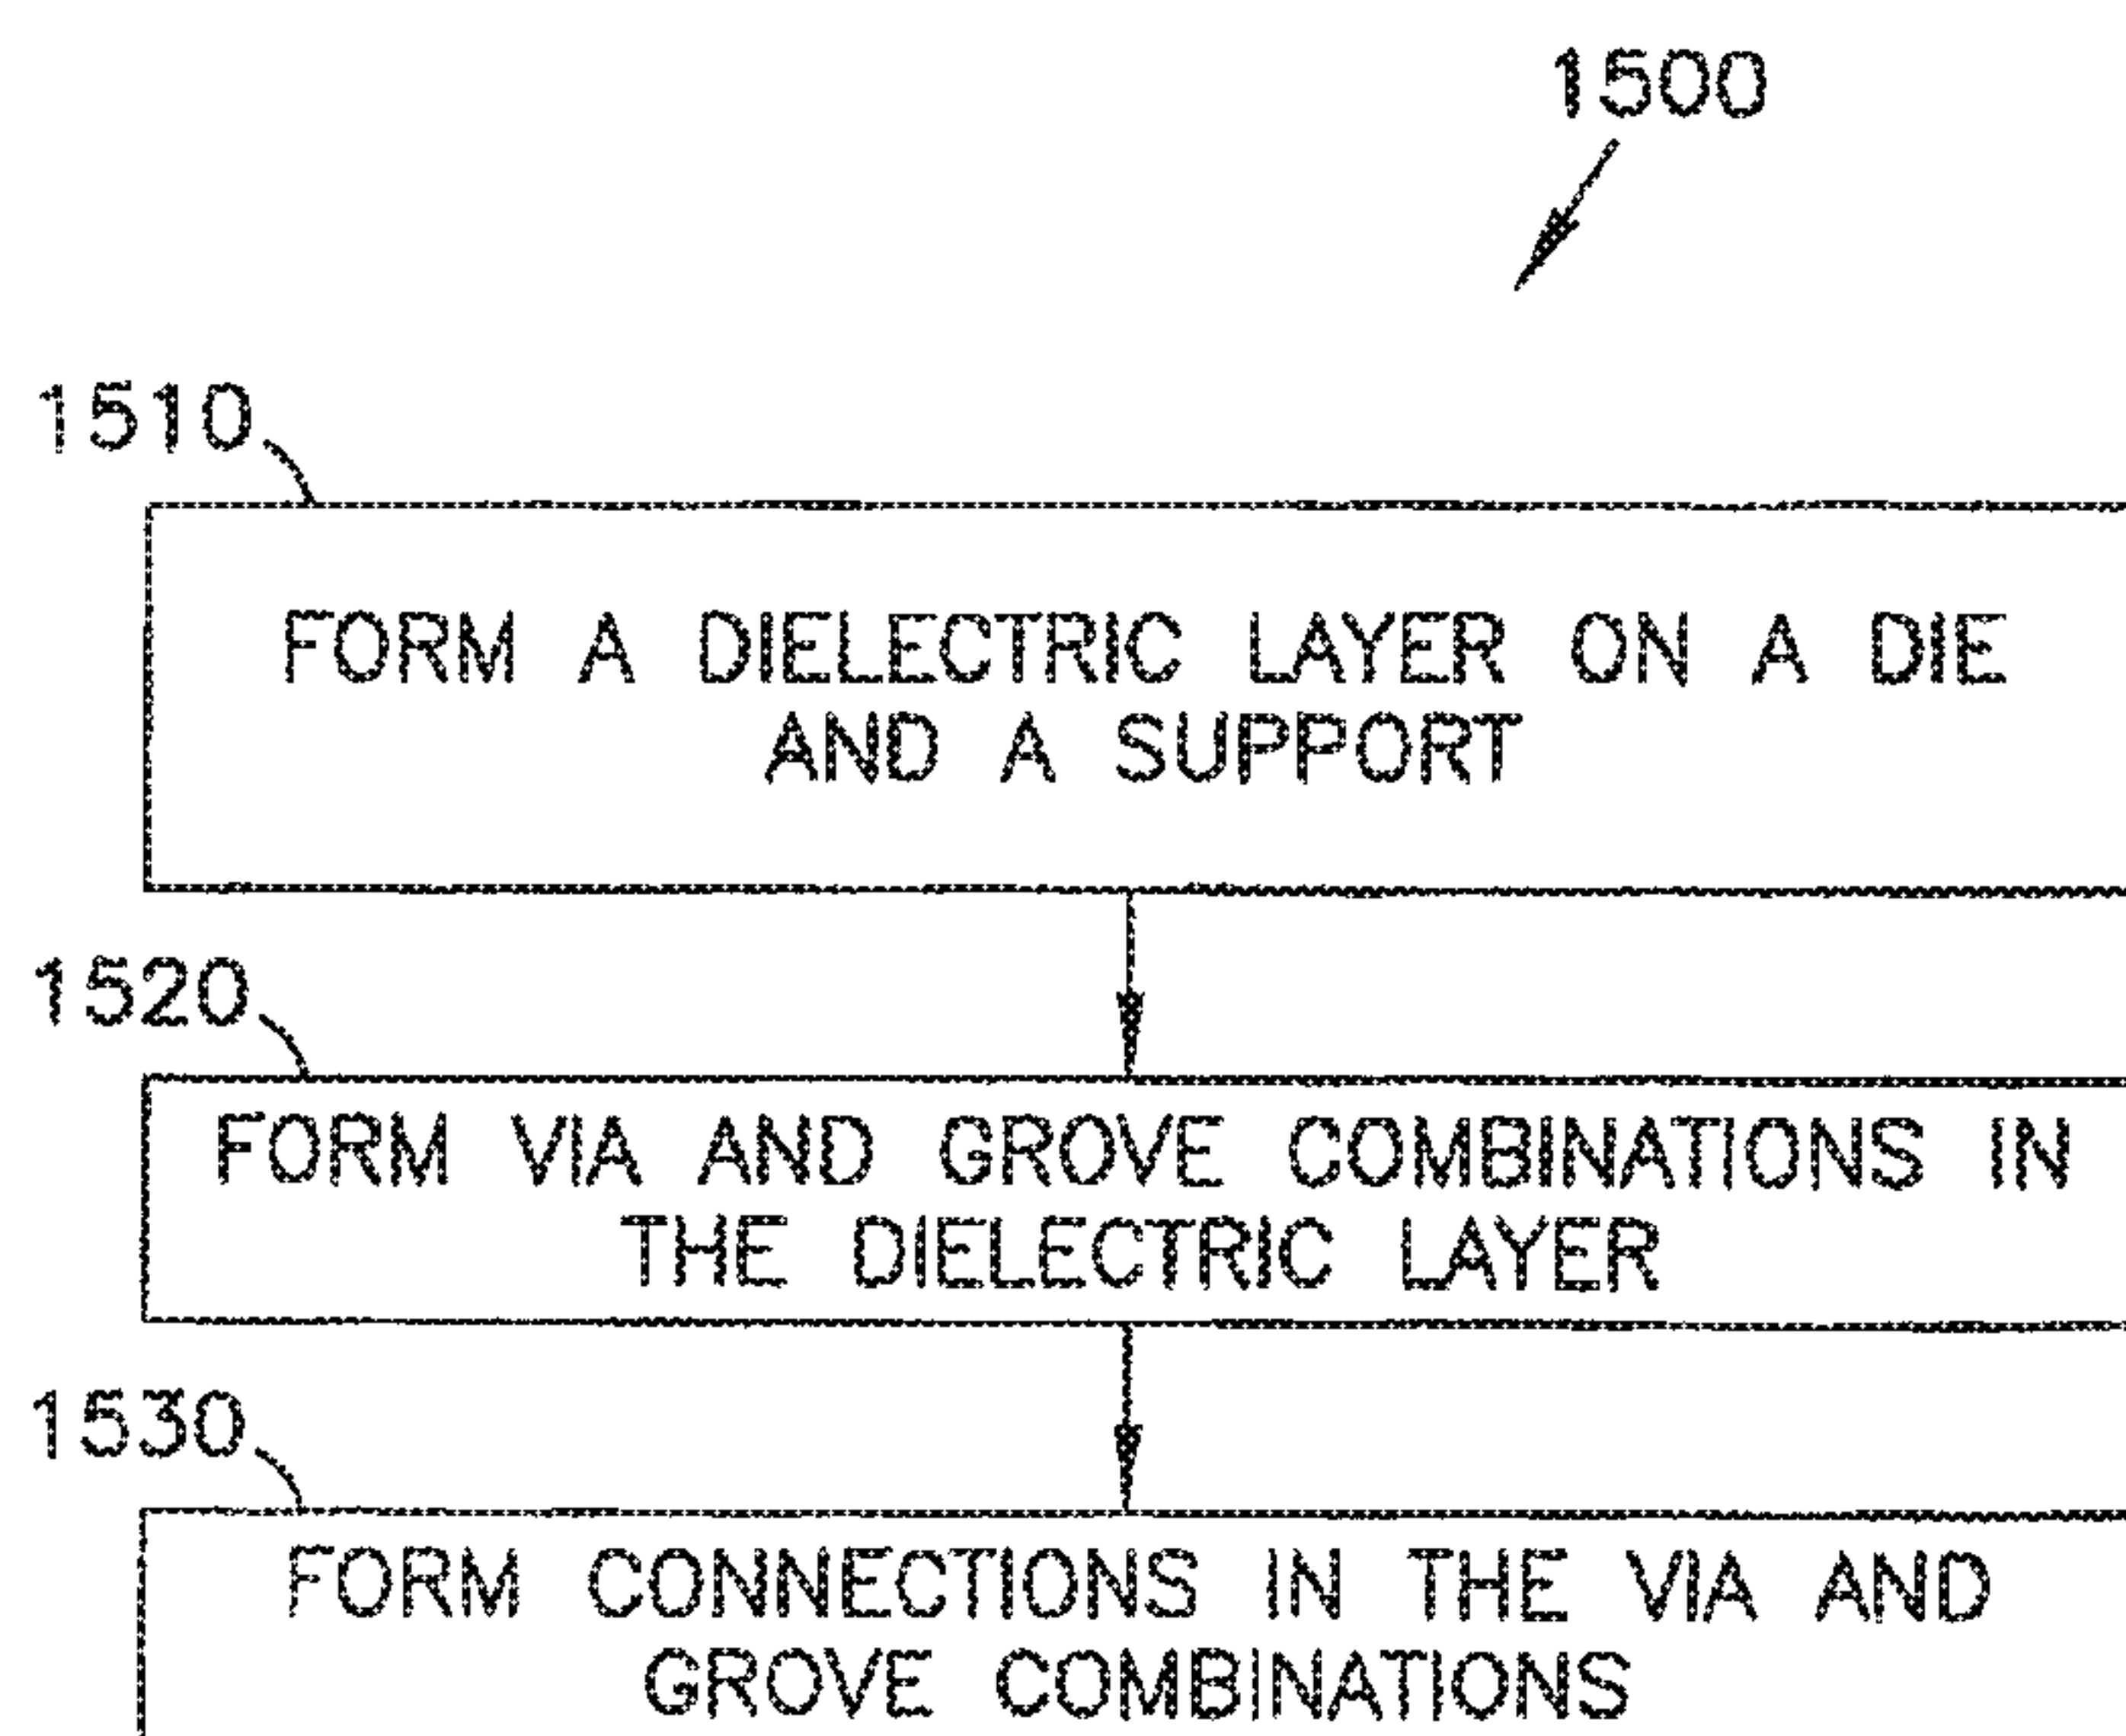 1500
1510
FORM A DIELECTRIC LAYER ON A DIE
AND A SUPPORT
1520
FORM VIA AND GROVE COMBINATIONS IN
THE DIELECTRIC LAYER
1530
FORM CONNECTIONS IN THE VIA AND
GROVE COMBINATIONS